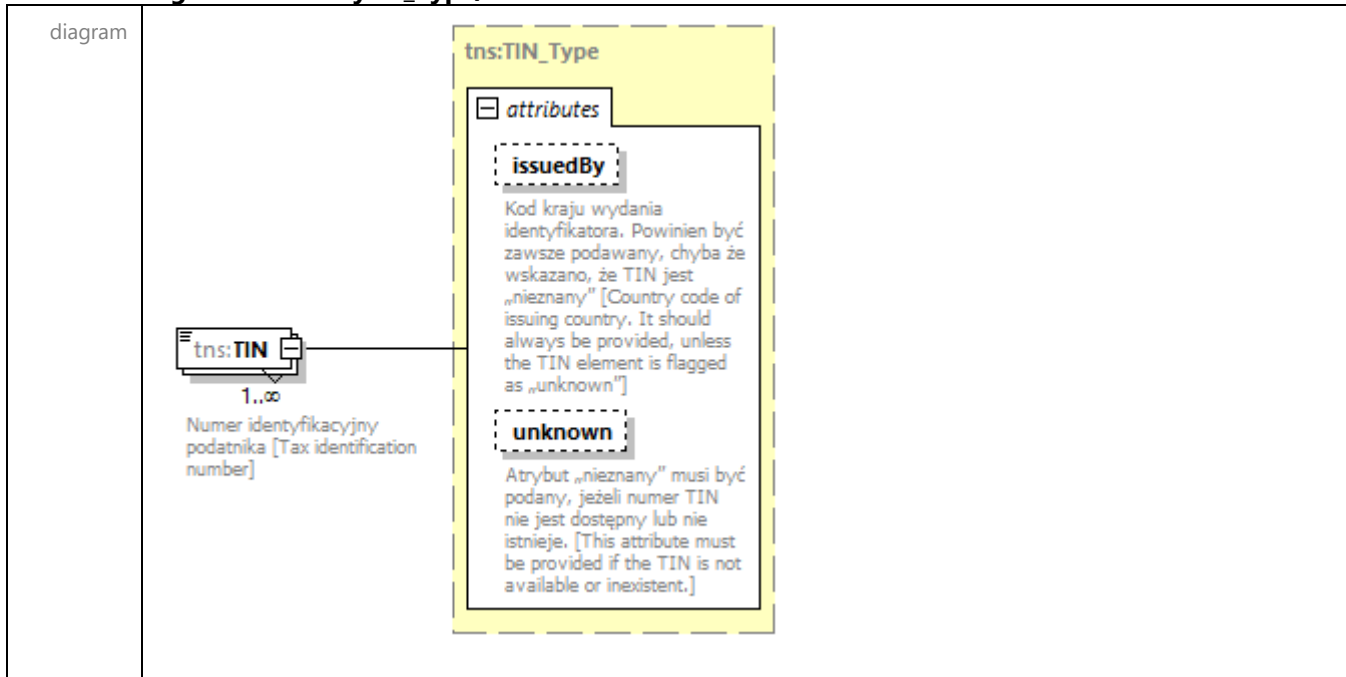 diagram
tns:TIN_Type
attributes
issuedBy
Kod kraju wydania
identyfikatora. Powinien być
zawsze podawany, chyba że
wskazano, że TIN jest
„nieznany” [Country code of
issuing country. It should
always be provided, unless
the TIN element is flagged
as „unknown”]
tns:TIN
1..∞
Numer identyfikacyjny
podatnika [Tax identification
number]
unknown
Atrybut „nieznany” musi być
podany, jeżeli numer TIN
nie jest dostępny lub nie
istnieje. [This attribute must
be provided if the TIN is not
available or inexistent.]